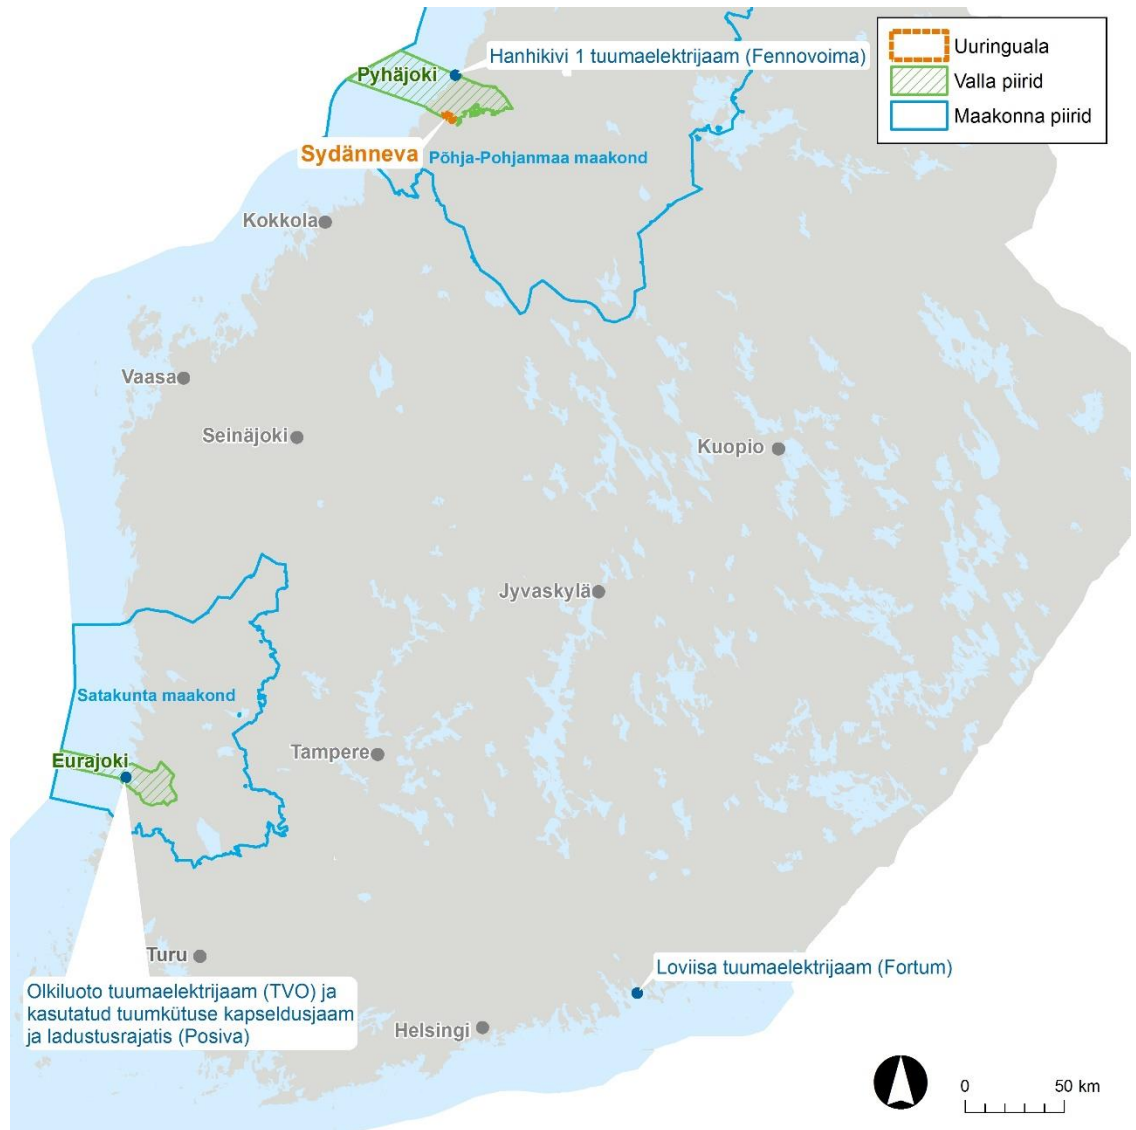 Hanhikivi 1 tuumaelektrijaam (Fennovoima)
Uuringuala
Valla piirid
Maakonna piirid
Pyhäjoki
Sydänneva
Põhja-Pohjanmaa maakond
Kokkola
Vaasa
Seinäjoki
Kuopio
Jyvaskylä
Satakunta maakond
Eurajoki
Tampere
Turu
Loviisa tuumaelektrijaam (Fortum)
Olkiluoto tuumaelektrijaam (TVO) ja
kasutatud tuumkütuse kapseldusjaam
ja ladustusrajatis (Posiva)
Helsingi
0 50 km